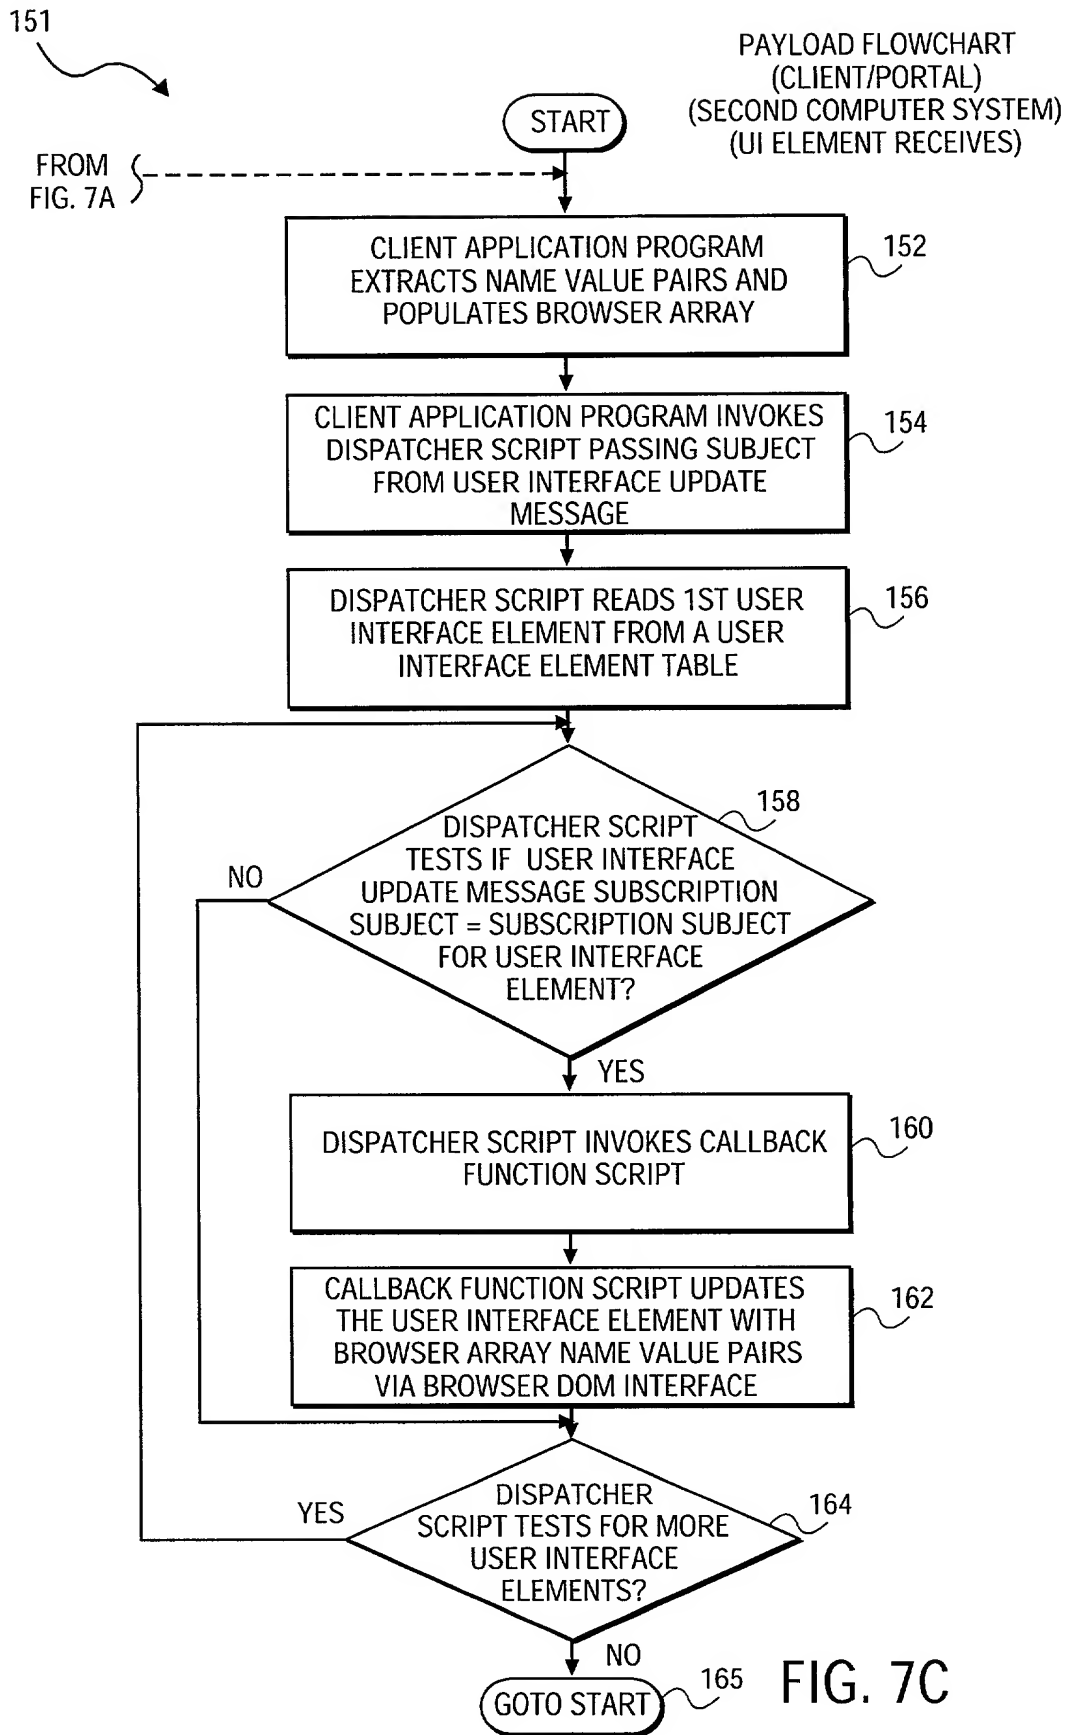 151
PAYLOAD FLOWCHART
(CLIENT/PORTAL)
(SECOND COMPUTER SYSTEM)
(UI ELEMENT RECEIVES)
START
FROM
FIG. 7A
CLIENT APPLICATION PROGRAM
EXTRACTS NAME VALUE PAIRS AND
POPULATES BROWSER ARRAY
152
CLIENT APPLICATION PROGRAM INVOKES
DISPATCHER SCRIPT PASSING SUBJECT
FROM USER INTERFACE UPDATE
MESSAGE
154
DISPATCHER SCRIPT READS 1ST USER
INTERFACE ELEMENT FROM A USER
INTERFACE ELEMENT TABLE
156
158
DISPATCHER SCRIPT
TESTS IF USER INTERFACE
UPDATE MESSAGE SUBSCRIPTION
SUBJECT = SUBSCRIPTION SUBJECT
FOR USER INTERFACE
ELEMENT?
NO
YES
DISPATCHER SCRIPT INVOKES CALLBACK
FUNCTION SCRIPT
160
CALLBACK FUNCTION SCRIPT UPDATES
THE USER INTERFACE ELEMENT WITH
BROWSER ARRAY NAME VALUE PAIRS
VIA BROWSER DOM INTERFACE
162
DISPATCHER
SCRIPT TESTS FOR MORE
USER INTERFACE
ELEMENTS?
164
YES
NO
GOTO START
165
FIG. 7C